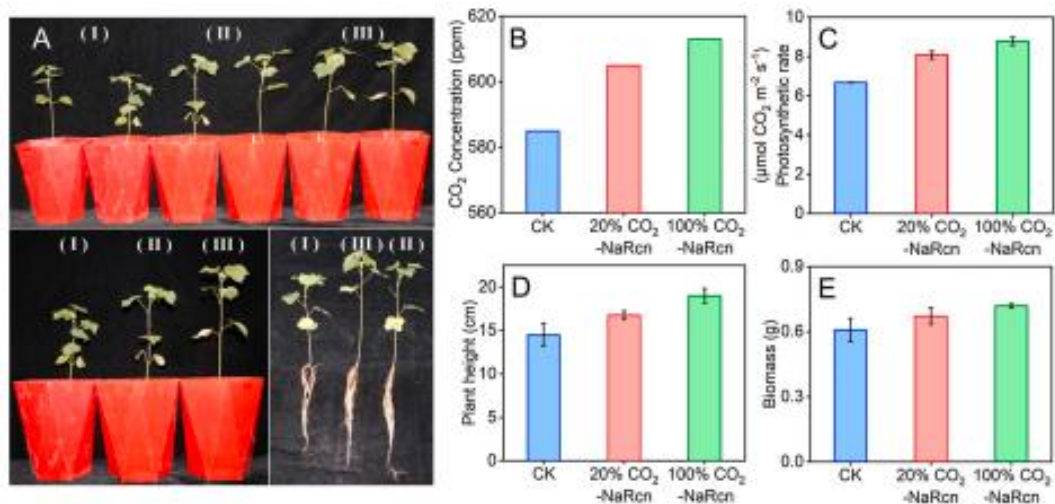 A
( I )
( II )
( III )
( I )
( II )
( III )
( I )
( III )
( II )
B
CO₂ Concentration (ppm)
620
600
580
560
CK
20% CO₂
-NaRcn
100% CO₂
-NaRcn
C
(μmol CO₂ m⁻² s⁻¹)
Photosynthetic rate
10
8
6
4
2
0
CK
20% CO₂
-NaRcn
100% CO₂
-NaRcn
D
Plant height (cm)
25
20
15
10
5
0
CK
20% CO₂
-NaRcn
100% CO₂
-NaRcn
E
Biomass (g)
0.9
0.6
0.3
0.0
CK
20% CO₂
-NaRcn
100% CO₂
-NaRcn